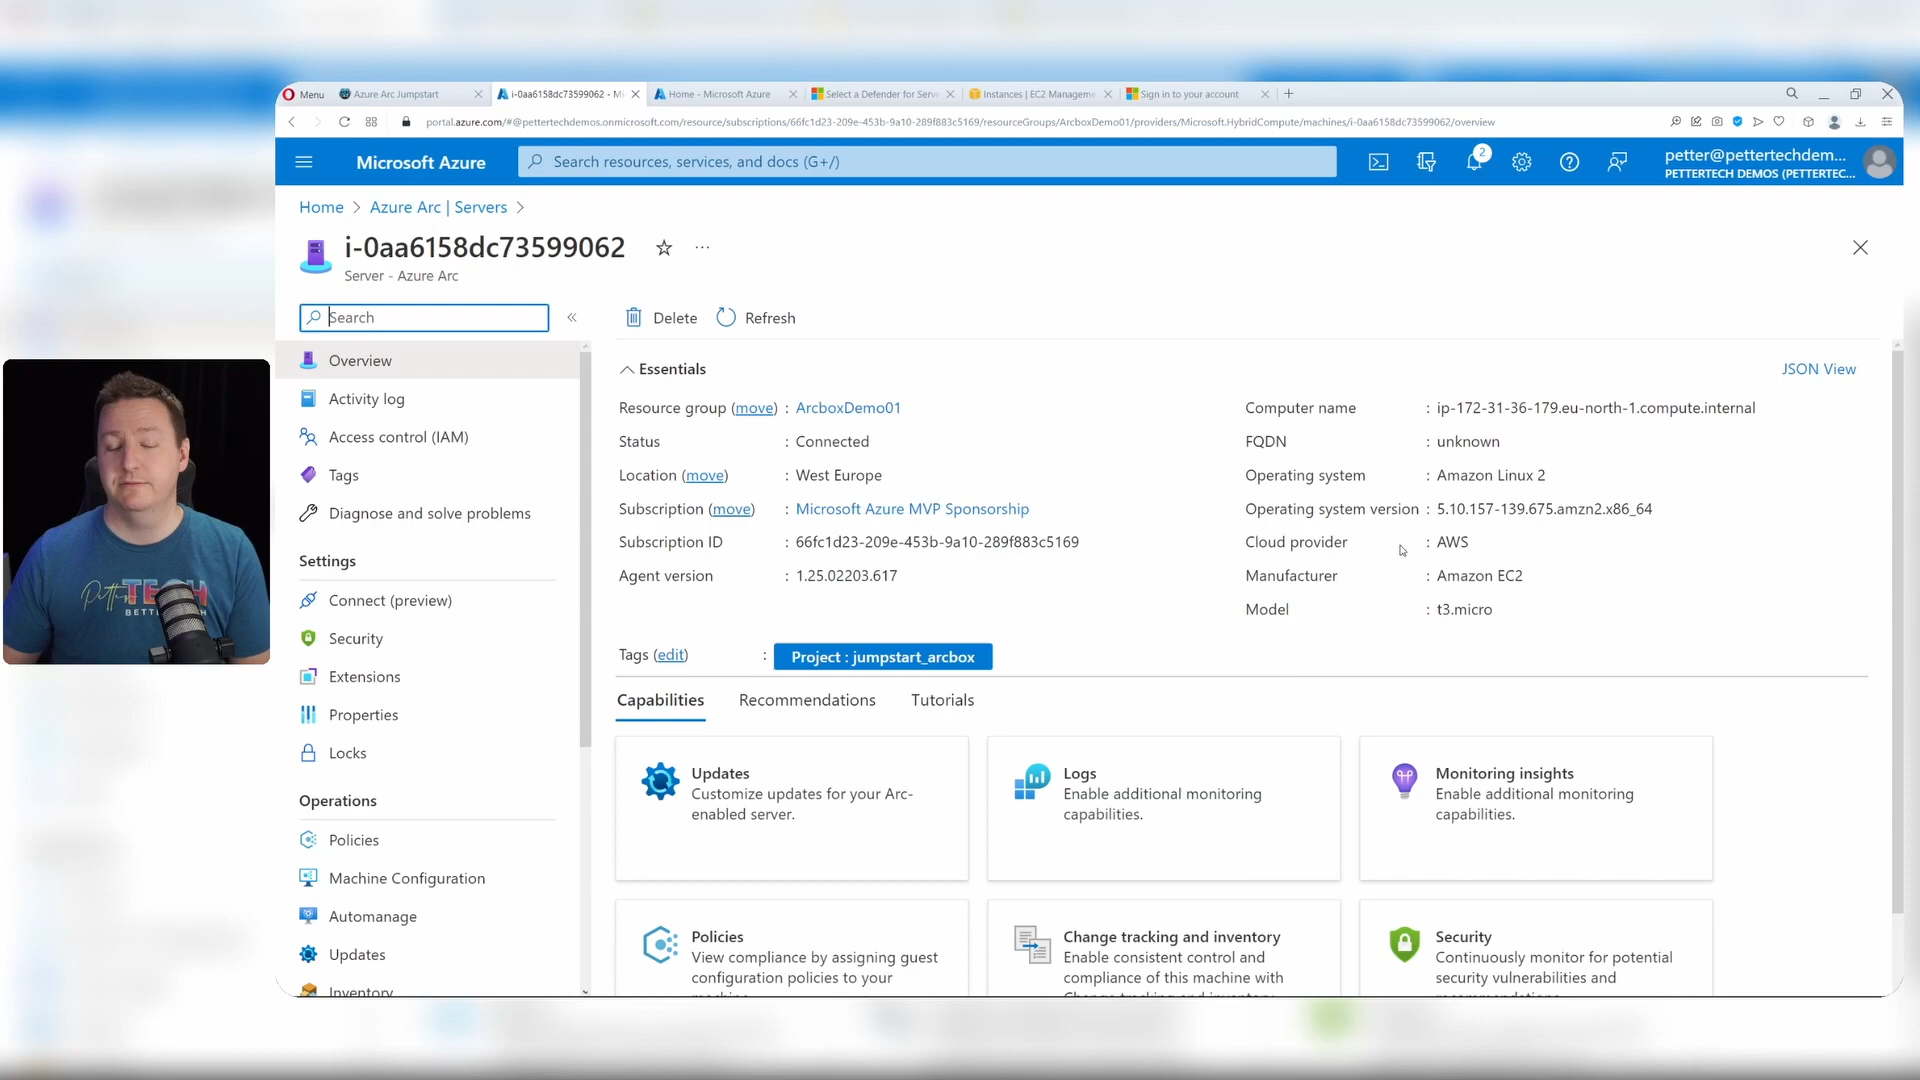 Menu
Azure Arc Jumpstart
i-0aa6158dc73599062 - Mi
Home - Microsoft Azure
Select a Defender for Serve
Instances | EC2 Manageme
Sign in to your account
portal.azure.com/#@pettertechdemos.onmicrosoft.com/resource/subscriptions/66fc1d23-209e-453b-9a10-289f883c5169/resourceGroups/ArcboxDemo01/providers/Microsoft.HybridCompute/machines/i-0aa6158dc73599062/overview
Microsoft Azure
Search resources, services, and docs (G+/)
2
petter@pettertechdem...
PETTERTECH DEMOS (PETTERTEC...
Home > Azure Arc | Servers >
i-0aa6158dc73599062
Server - Azure Arc
Search
Overview
Activity log
Access control (IAM)
Tags
Diagnose and solve problems
Settings
Connect (preview)
Security
Extensions
Properties
Locks
Operations
Policies
Machine Configuration
Automanage
Updates
Inventory
Delete
Refresh
Essentials
JSON View
Resource group (move) : ArcboxDemo01
Status : Connected
Location (move) : West Europe
Subscription (move) : Microsoft Azure MVP Sponsorship
Subscription ID : 66fc1d23-209e-453b-9a10-289f883c5169
Agent version : 1.25.02203.617
Computer name : ip-172-31-36-179.eu-north-1.compute.internal
FQDN : unknown
Operating system : Amazon Linux 2
Operating system version : 5.10.157-139.675.amzn2.x86_64
Cloud provider : AWS
Manufacturer : Amazon EC2
Model : t3.micro
Tags (edit) : Project : jumpstart_arcbox
Capabilities
Recommendations
Tutorials
Updates
Customize updates for your Arc-
enabled server.
Logs
Enable additional monitoring
capabilities.
Monitoring insights
Enable additional monitoring
capabilities.
Policies
View compliance by assigning guest
configuration policies to your
machine.
Change tracking and inventory
Enable consistent control and
compliance of this machine with
Change tracking and inventory.
Security
Continuously monitor for potential
security vulnerabilities and
recommendations.
Petter
TECH